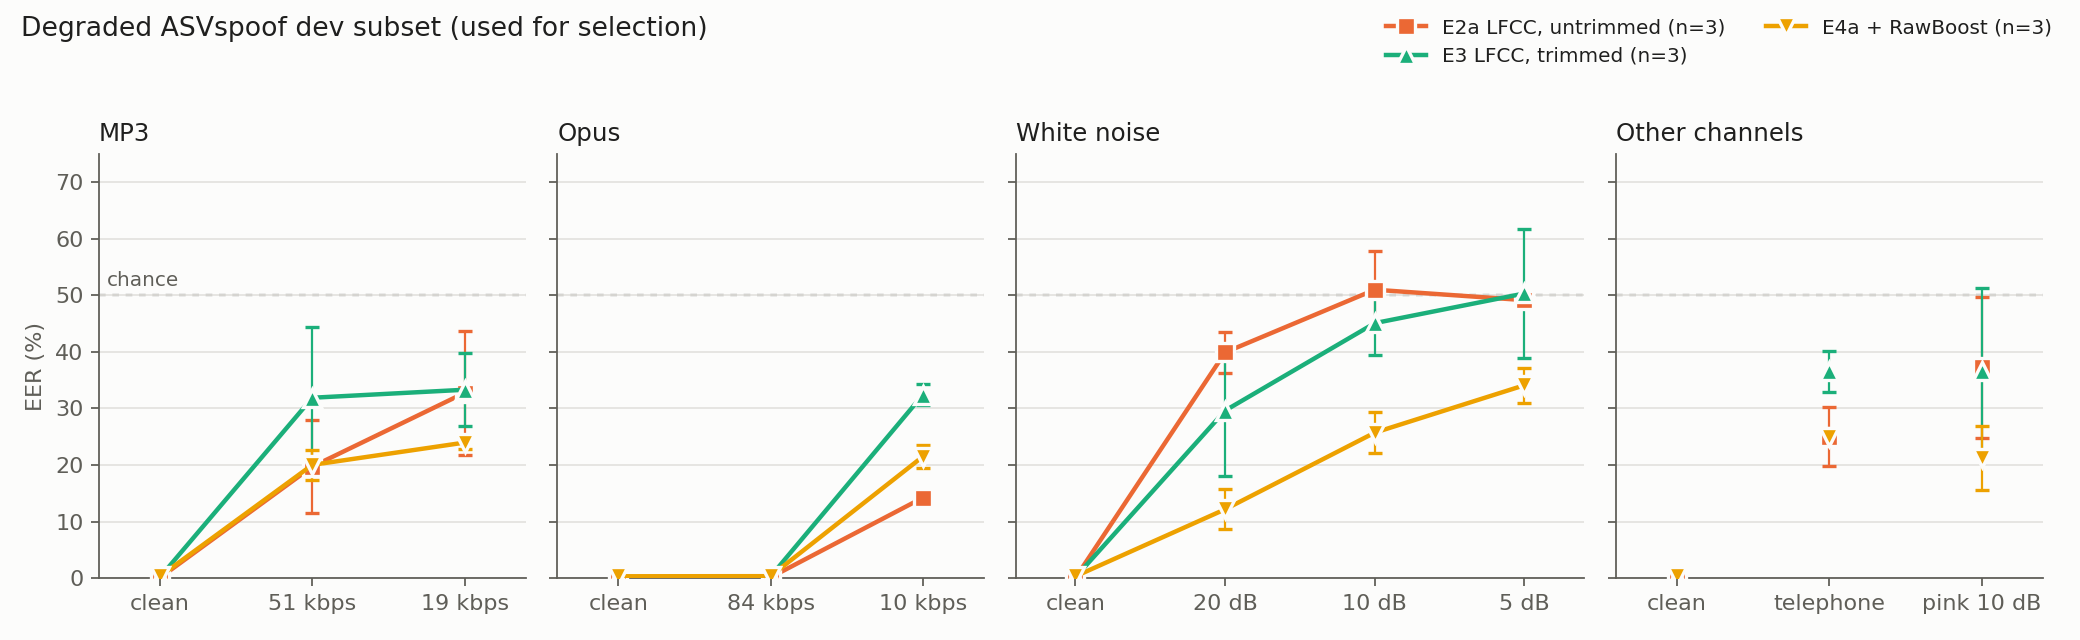 Degraded ASVspoof dev subset (used for selection)
E2a LFCC, untrimmed (n=3)
E4a + RawBoost (n=3)
E3 LFCC, trimmed (n=3)
MP3
Opus
White noise
Other channels
EER (%)
70
60
50
40
30
20
10
0
chance
clean
51 kbps
19 kbps
clean
84 kbps
10 kbps
clean
20 dB
10 dB
5 dB
clean
telephone
pink 10 dB